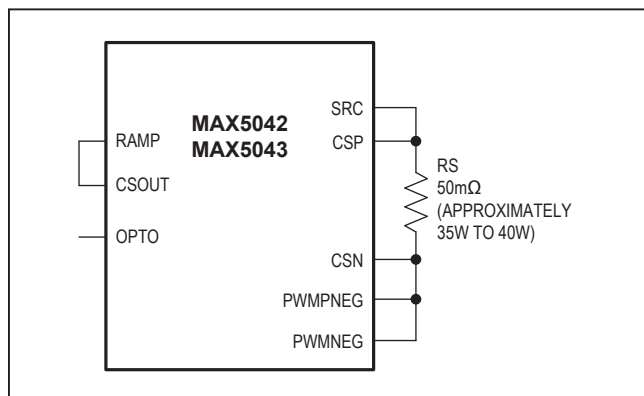 MAX5042
MAX5043
RAMP
CSOUT
OPTO
SRC
CSP
RS
50mΩ
(APPROXIMATELY
35W TO 40W)
CSN
PWMPNEG
PWMNEG